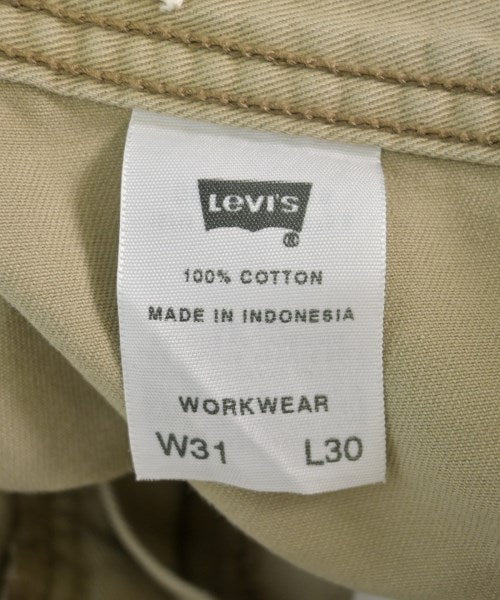 LEVI'S
®
100% COTTON
MADE IN INDONESIA
WORKWEAR
W31 L30